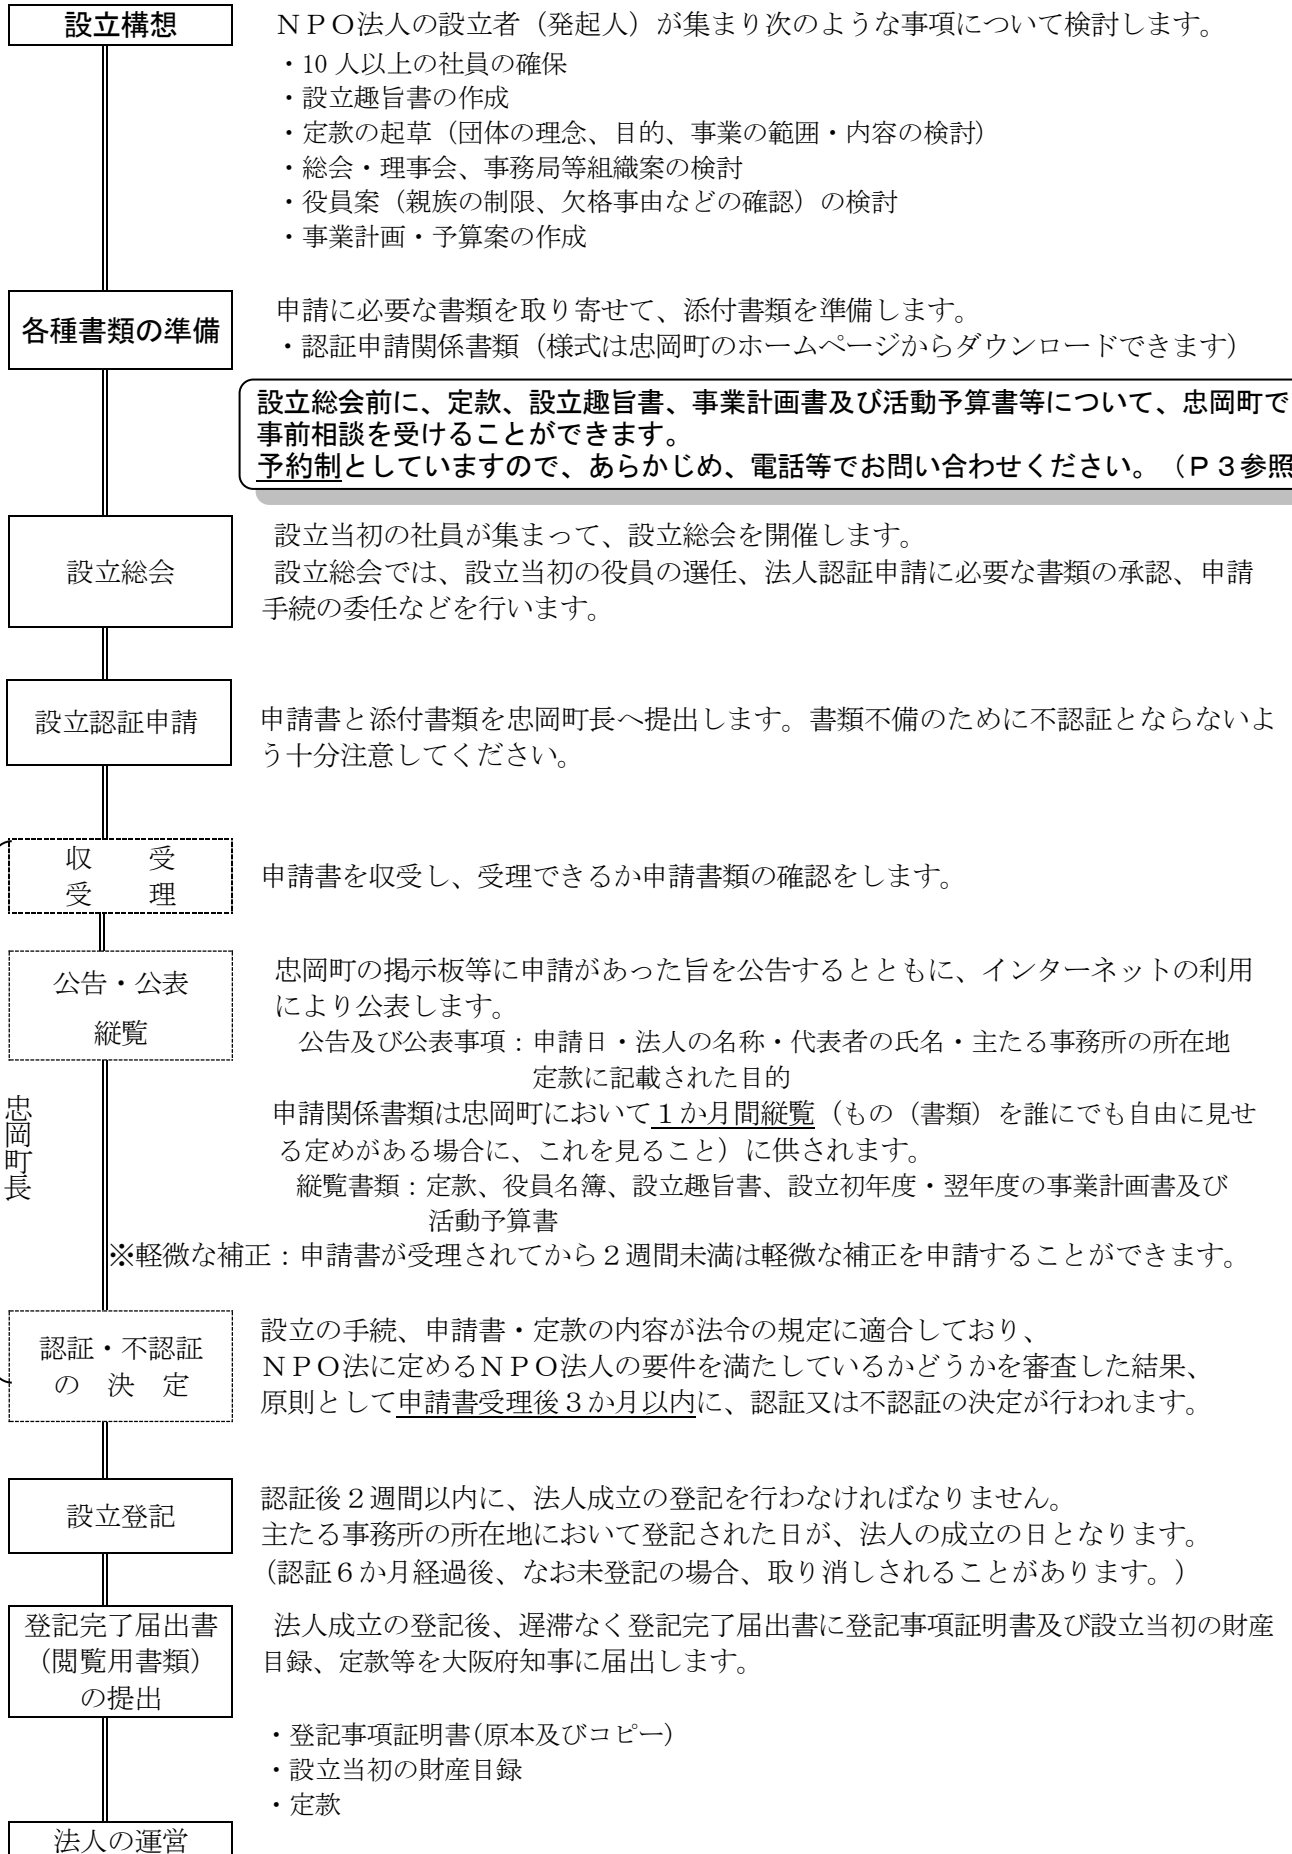 設立構想
ＮＰＯ法人の設立者（発起人）が集まり次のような事項について検討します。
・10 人以上の社員の確保
・設立趣旨書の作成
・定款の起草（団体の理念、目的、事業の範囲・内容の検討）
・総会・理事会、事務局等組織案の検討
・役員案（親族の制限、欠格事由などの確認）の検討
・事業計画・予算案の作成
各種書類の準備
申請に必要な書類を取り寄せて、添付書類を準備します。
・認証申請関係書類（様式は忠岡町のホームページからダウンロードできます）
設立総会前に、定款、設立趣旨書、事業計画書及び活動予算書等について、忠岡町で
事前相談を受けることができます。
予約制としていますので、あらかじめ、電話等でお問い合わせください。（Ｐ３参照
設立総会
設立当初の社員が集まって、設立総会を開催します。
設立総会では、設立当初の役員の選任、法人認証申請に必要な書類の承認、申請
手続の委任などを行います。
設立認証申請
申請書と添付書類を忠岡町長へ提出します。書類不備のために不認証とならないよ
う十分注意してください。
収　　受
受　　理
申請書を収受し、受理できるか申請書類の確認をします。
公告・公表
縦覧
忠岡町の掲示板等に申請があった旨を公告するとともに、インターネットの利用
により公表します。
公告及び公表事項：申請日・法人の名称・代表者の氏名・主たる事務所の所在地
定款に記載された目的
申請関係書類は忠岡町において１か月間縦覧（もの（書類）を誰にでも自由に見せ
る定めがある場合に、これを見ること）に供されます。
縦覧書類：定款、役員名簿、設立趣旨書、設立初年度・翌年度の事業計画書及び
活動予算書
※軽微な補正：申請書が受理されてから２週間未満は軽微な補正を申請することができます。
忠岡町長
認証・不認証
の　決　定
設立の手続、申請書・定款の内容が法令の規定に適合しており、
ＮＰＯ法に定めるＮＰＯ法人の要件を満たしているかどうかを審査した結果、
原則として申請書受理後３か月以内に、認証又は不認証の決定が行われます。
設立登記
認証後２週間以内に、法人成立の登記を行わなければなりません。
主たる事務所の所在地において登記された日が、法人の成立の日となります。
(認証６か月経過後、なお未登記の場合、取り消しされることがあります。）
登記完了届出書
（閲覧用書類）
の提出
法人成立の登記後、遅滞なく登記完了届出書に登記事項証明書及び設立当初の財産
目録、定款等を大阪府知事に届出します。
・登記事項証明書(原本及びコピー)
・設立当初の財産目録
・定款
法人の運営